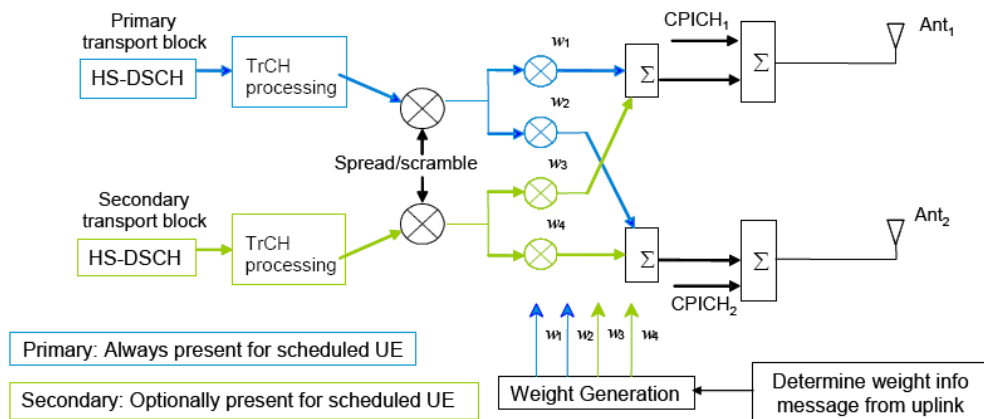 Primary
transport block
HS-DSCH
TrCH
processing
w₁
w₂
Σ
CPICH₁
Σ
Ant₁
Spread/scramble
Secondary
transport block
HS-DSCH
TrCH
processing
w₃
w₄
Σ
CPICH₂
Σ
Ant₂
w₁ w₂ w₃ w₄
Primary: Always present for scheduled UE
Secondary: Optionally present for scheduled UE
Weight Generation
Determine weight info
message from uplink